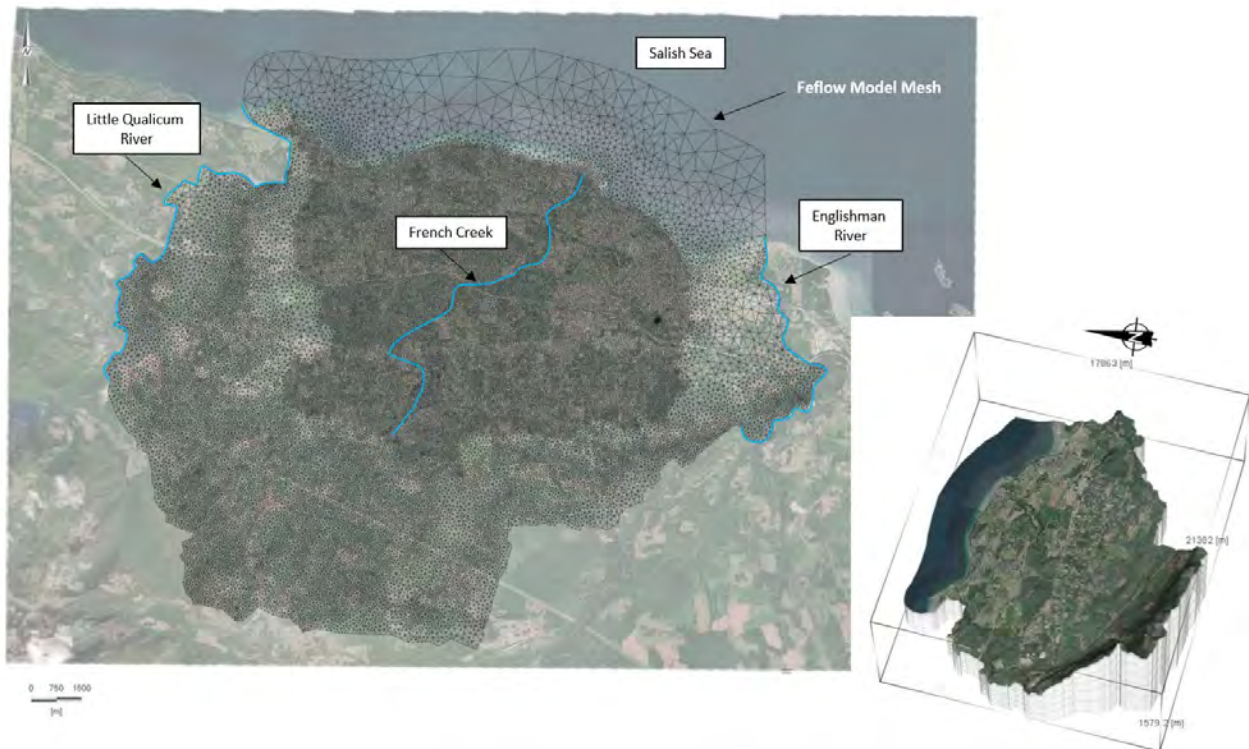 N
Salish Sea
Feflow Model Mesh
Little Qualicum
River
French Creek
Englishman
River
N
17863 [m]
21382 [m]
1579.2 [m]
0 750 1500
[m]